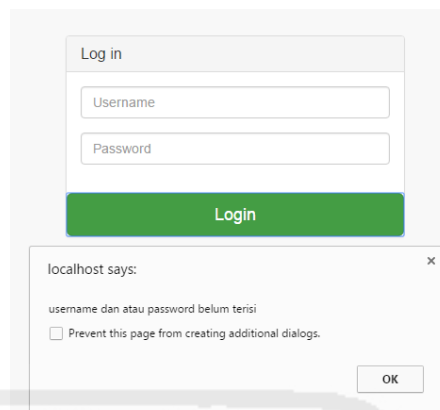 Log in
Username
Password
Login
localhost says:
×
username dan atau password belum terisi
Prevent this page from creating additional dialogs.
OK